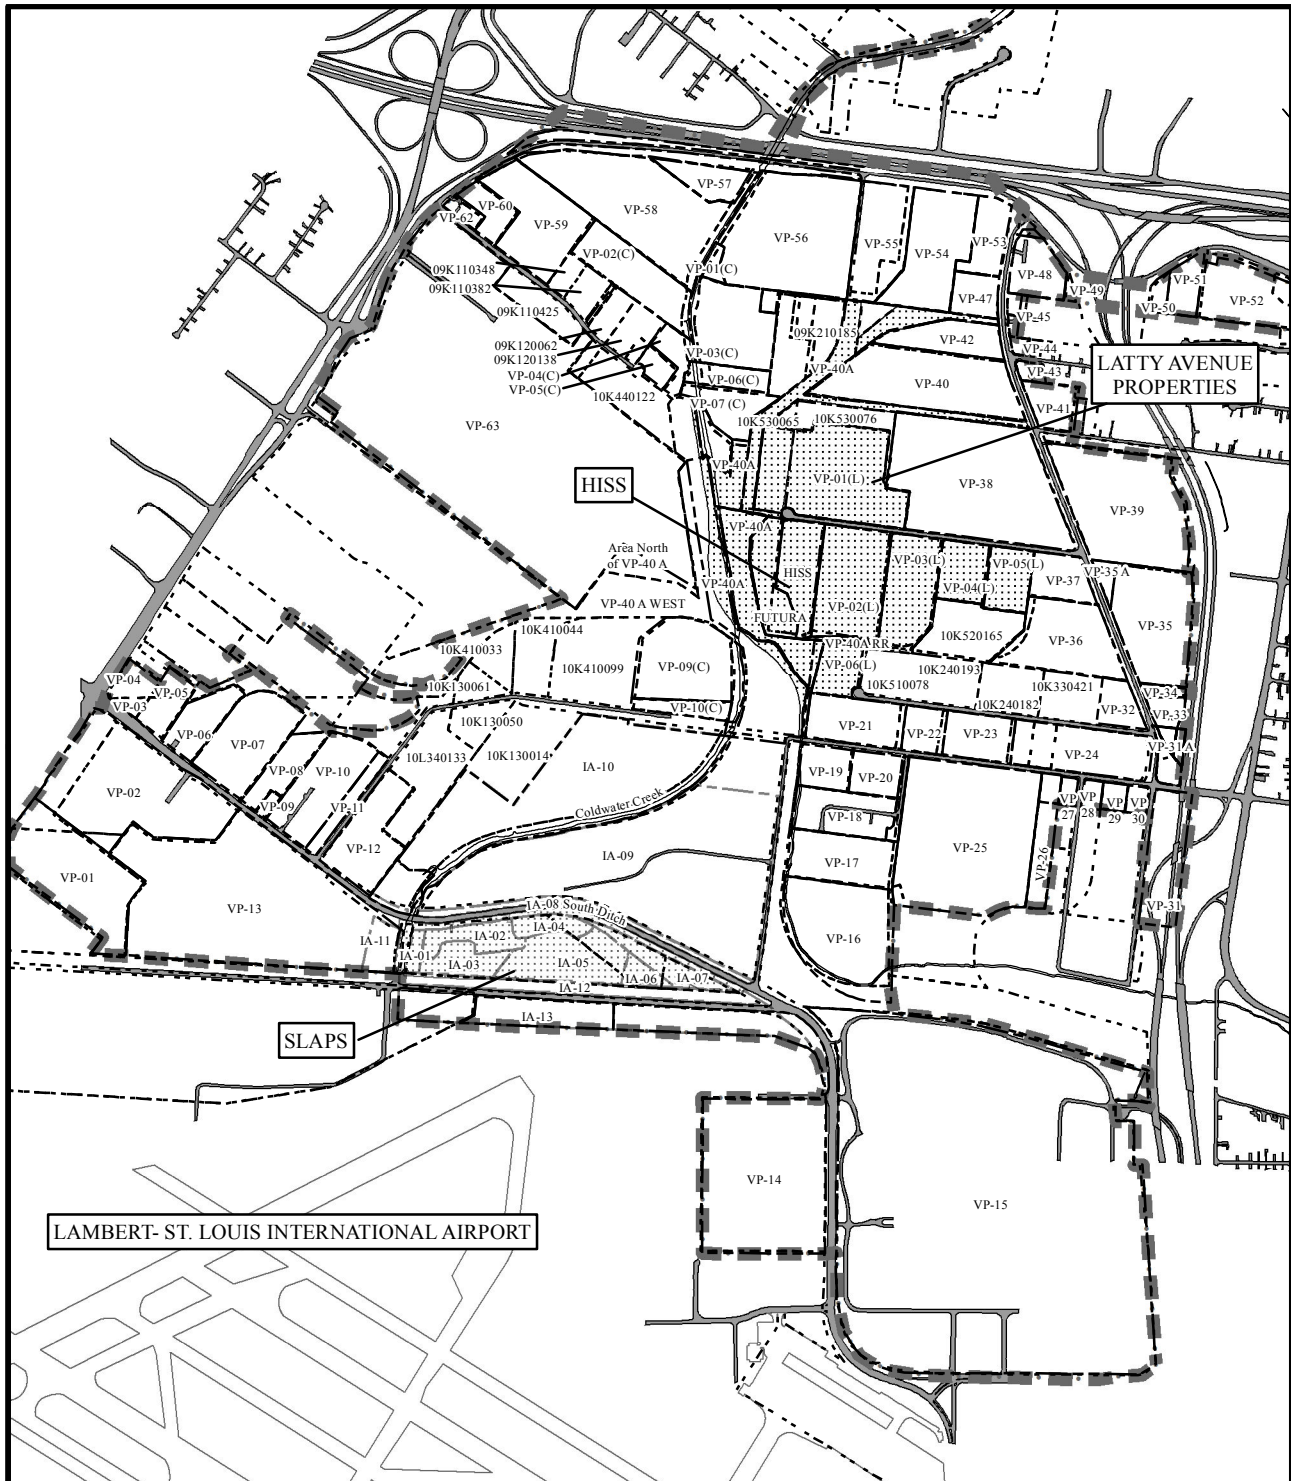 VP-57
VP-60
VP-62
VP-59
VP-58
VP-02(C)
VP-56
VP-55
VP-54
VP-53
VP-48
VP-49
VP-51
VP-50
VP-52
09K110348
09K110382
09K110425
VP-01(C)
VP-47
VP-45
09K210185
VP-42
VP-44
VP-43
09K120062
09K120138
VP-04(C)
VP-05(C)
VP-03(C)
VP-06(C)
VP-40A
VP-40
LATTY AVENUE
PROPERTIES
10K440122
VP-07 (C)
VP-41
10K530065
10K530076
VP-63
VP-40A
VP-01(L)
VP-38
HISS
VP-39
VP-40A
Area North
of VP-40 A
VP-40A
HISS
VP-03(L)
VP-05(L)
VP-04(L)
VP-37
VP-35 A
VP-40 A WEST
FUTURA
VP-02(L)
VP-35
10K410044
10K410033
VP-40A RR
10K520165
VP-36
10K410099
VP-09(C)
VP-06(L)
10K240193
10K130061
10K510078
10K330421
VP-34
VP-04
VP-05
VP-03
VP-10(C)
10K240182
VP-32
VP-33
10K130050
VP-06
VP-07
10L340133
10K130014
VP-21
VP-22
VP-23
VP-24
VP-31 A
VP-08
VP-10
IA-10
VP-19
VP-20
VP-02
VP-09
VP-11
Coldwater Creek
VP-18
VP
27
VP
28
VP
29
VP
30
VP-12
IA-09
VP-17
VP-25
VP-26
VP-01
VP-13
IA-08 South Ditch
VP-31
IA-11
IA-01
IA-02
IA-04
VP-16
IA-03
IA-05
IA-06
IA-07
IA-12
IA-13
SLAPS
VP-14
VP-15
LAMBERT- ST. LOUIS INTERNATIONAL AIRPORT